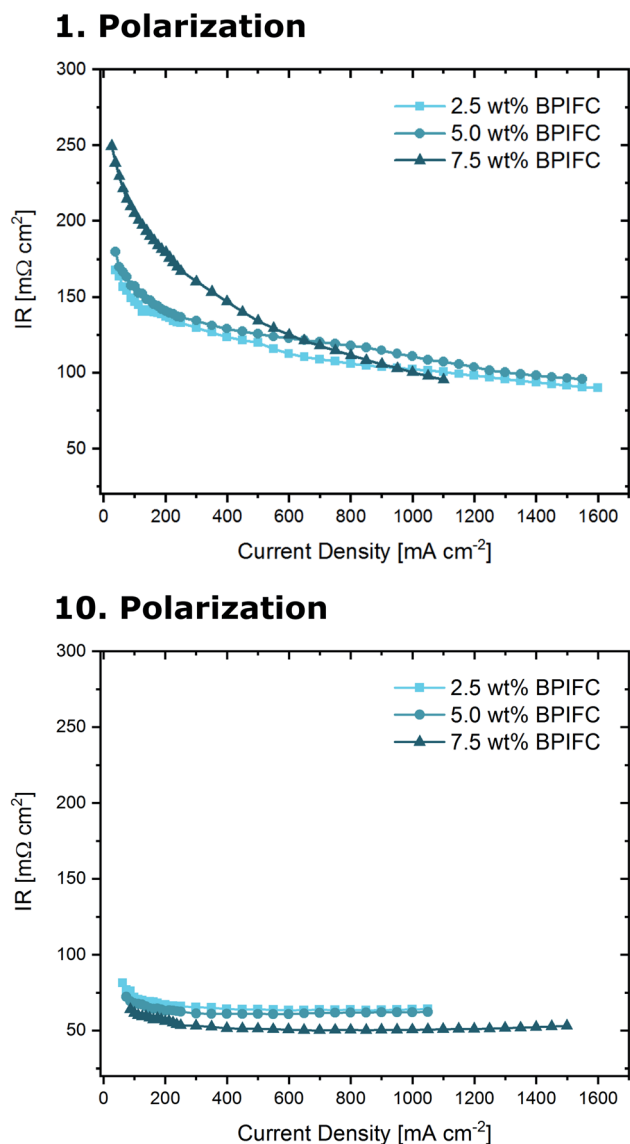 1. Polarization
300
250
200
150
100
50
IR [mΩ cm²]
2.5 wt% BPIFC
5.0 wt% BPIFC
7.5 wt% BPIFC
0 200 400 600 800 1000 1200 1400 1600
Current Density [mA cm⁻²]
10. Polarization
300
250
200
150
100
50
IR [mΩ cm²]
2.5 wt% BPIFC
5.0 wt% BPIFC
7.5 wt% BPIFC
0 200 400 600 800 1000 1200 1400 1600
Current Density [mA cm⁻²]